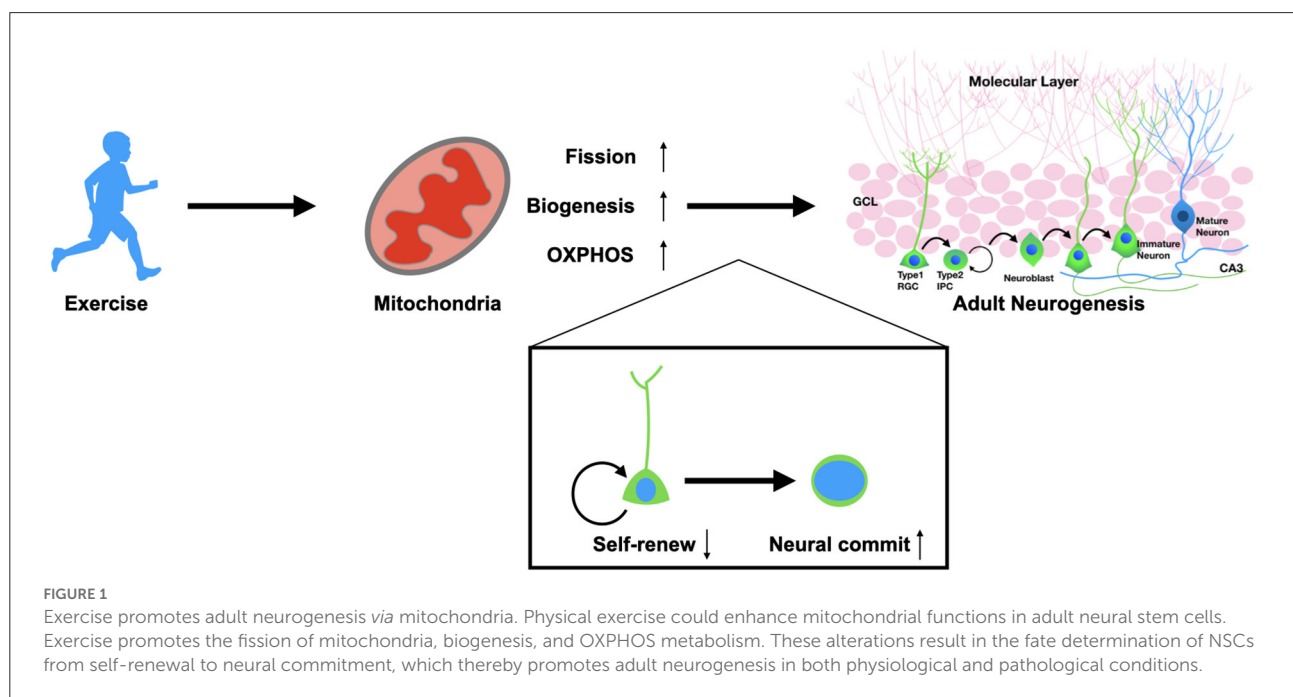 Exercise
Mitochondria
Fission ↑
Biogenesis ↑
OXPHOS ↑
Molecular Layer
GCL
Mature
Neuron
Immature
Neuron
CA3
Type1
RGC
Type2
IPC
Neuroblast
Adult Neurogenesis
Self-renew ↓
Neural commit ↑
FIGURE 1
Exercise promotes adult neurogenesis via mitochondria. Physical exercise could enhance mitochondrial functions in adult neural stem cells.
Exercise promotes the fission of mitochondria, biogenesis, and OXPHOS metabolism. These alterations result in the fate determination of NSCs
from self-renewal to neural commitment, which thereby promotes adult neurogenesis in both physiological and pathological conditions.